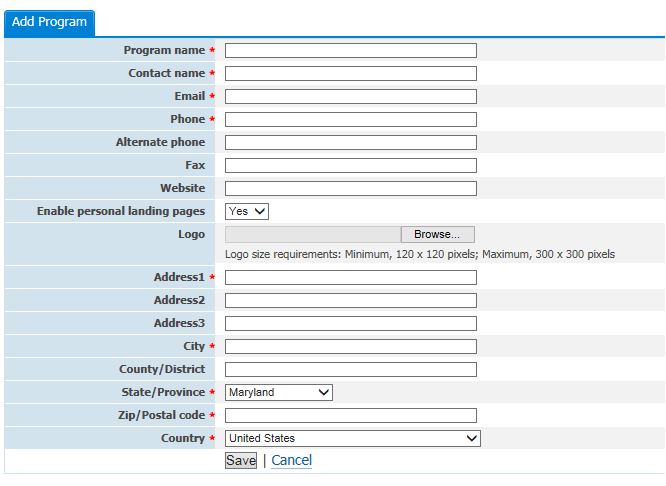 Add Program
Program name *
Contact name *
Email *
Phone *
Alternate phone
Fax
Website
Enable personal landing pages Yes
Logo Browse...
Logo size requirements: Minimum, 120 x 120 pixels; Maximum, 300 x 300 pixels
Address1 *
Address2
Address3
City *
County/District
State/Province * Maryland
Zip/Postal code *
Country * United States
Save | Cancel